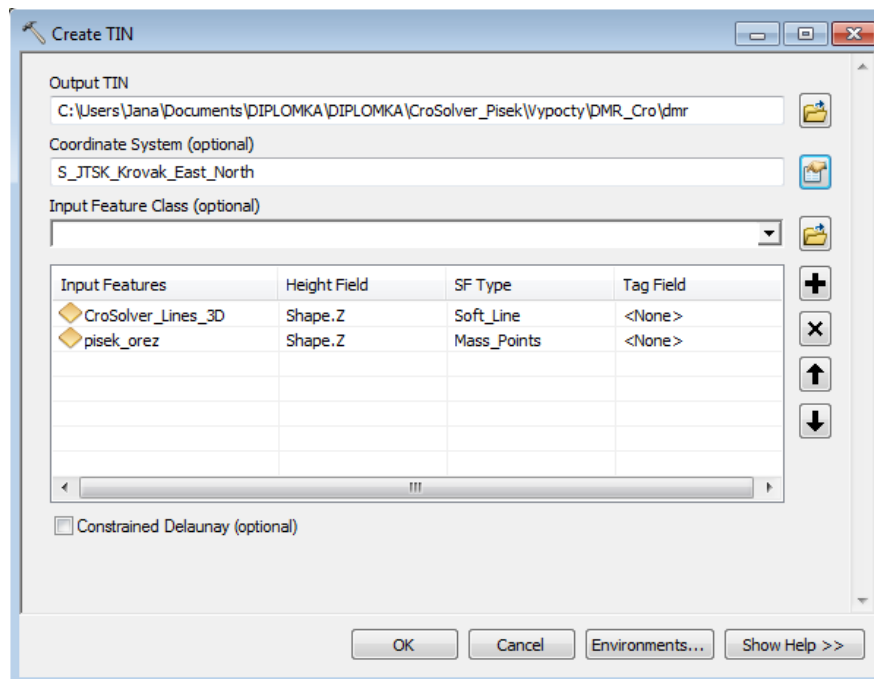 Create TIN
Output TIN
C:\Users\Jana\Documents\DIPLOMKA\DIPLOMKA\CroSolver_Pisek\Vypocty\DMR_Cro\dmr
Coordinate System (optional)
S_JTSK_Krovak_East_North
Input Feature Class (optional)
Input Features Height Field SF Type Tag Field
CroSolver_Lines_3D Shape.Z Soft_Line <None>
pisek_orez Shape.Z Mass_Points <None>
Constrained Delaunay (optional)
OK Cancel Environments... Show Help >>